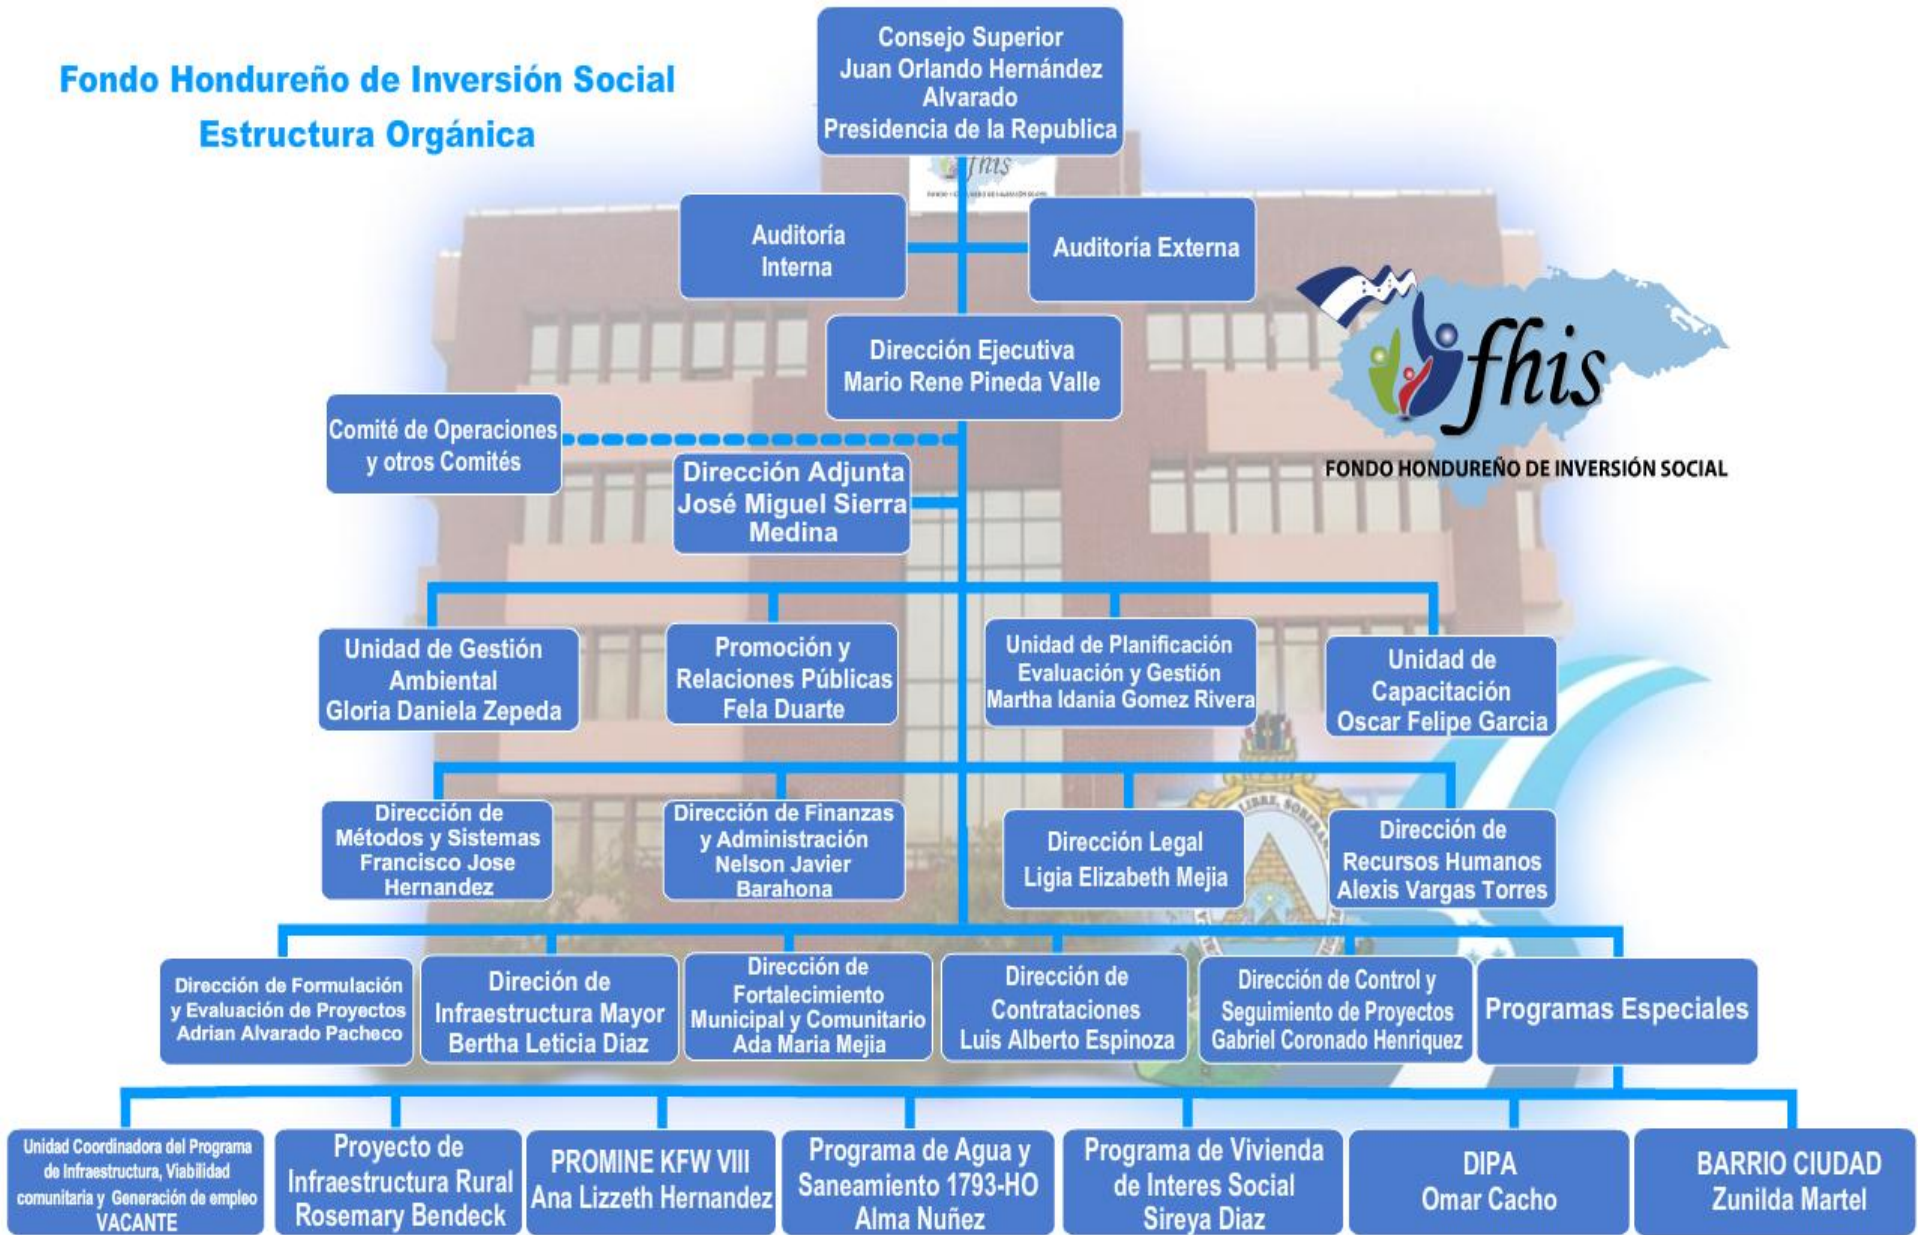 Fondo Hondureño de Inversión Social
Estructura Orgánica
Consejo Superior
Juan Orlando Hernández
Alvarado
Presidencia de la Republica
fhis
Auditoría
Interna
Auditoría Externa
Dirección Ejecutiva
Mario Rene Pineda Valle
fhis
FONDO HONDUREÑO DE INVERSIÓN SOCIAL
Comité de Operaciones
y otros Comités
Dirección Adjunta
José Miguel Sierra
Medina
Unidad de Gestión
Ambiental
Gloria Daniela Zepeda
Promoción y
Relaciones Públicas
Fela Duarte
Unidad de Planificación
Evaluación y Gestión
Martha Idania Gomez Rivera
Unidad de
Capacitación
Oscar Felipe Garcia
Dirección de
Métodos y Sistemas
Francisco Jose
Hernandez
Dirección de Finanzas
y Administración
Nelson Javier
Barahona
Dirección Legal
Ligia Elizabeth Mejia
Dirección de
Recursos Humanos
Alexis Vargas Torres
LIBRE, SOBERA
Dirección de Formulación
y Evaluación de Proyectos
Adrian Alvarado Pacheco
Direción de
Infraestructura Mayor
Bertha Leticia Diaz
Dirección de
Fortalecimiento
Municipal y Comunitario
Ada Maria Mejia
Dirección de
Contrataciones
Luis Alberto Espinoza
Dirección de Control y
Seguimiento de Proyectos
Gabriel Coronado Henriquez
Programas Especiales
Unidad Coordinadora del Programa
de Infraestructura, Viabilidad
comunitaria y Generación de empleo
VACANTE
Proyecto de
Infraestructura Rural
Rosemary Bendeck
PROMINE KFW VIII
Ana Lizzeth Hernandez
Programa de Agua y
Saneamiento 1793-HO
Alma Nuñez
Programa de Vivienda
de Interes Social
Sireya Diaz
DIPA
Omar Cacho
BARRIO CIUDAD
Zunilda Martel